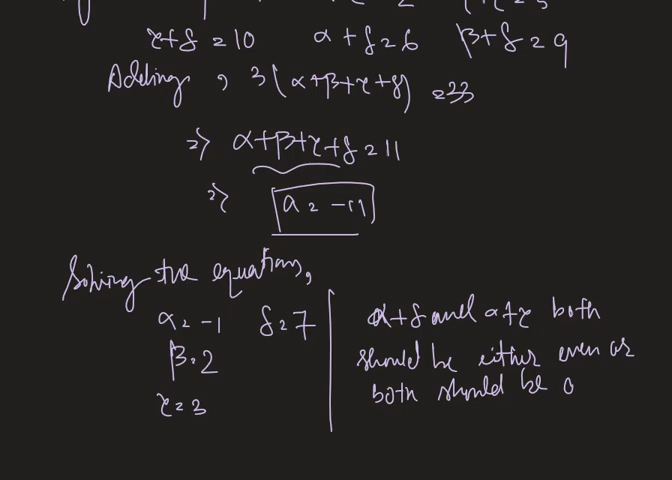 γ+δ = 10 α + δ = 6 β + δ = 9
Adding, 3(α+β+γ+δ) = 33
⇒ α+β+γ+δ = 11
⇒ a = -11
Solving the equations,
α = -1 δ = 7
β = 2
γ = 3
α+δ and α+γ both
should be either even or
both should be o